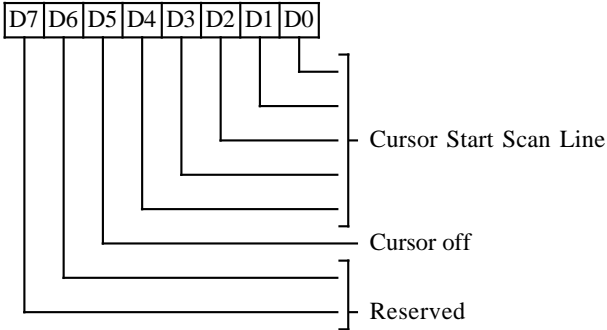 D7 D6 D5 D4 D3 D2 D1 D0
Cursor Start Scan Line
Cursor off
Reserved